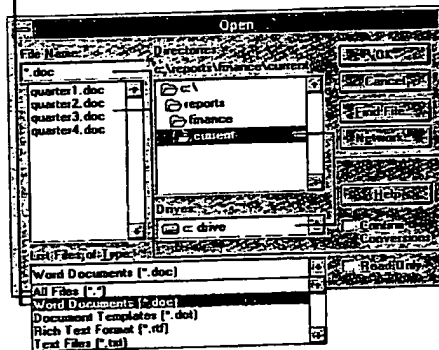 Open
File Name:
*.doc
quarter1.doc
quarter2.doc
quarter3.doc
quarter4.doc
Directories:
c:\reports\finance\current
c:\
reports
finance
current
Drives:
c: drive
List Files of Type:
Word Documents (*.doc)
All Files (*.*)
Word Documents (*.doc)
Document Templates (*.dot)
Rich Text Format (*.rtf)
Text Files (*.txt)
OK
Cancel
Find File
Network
Help
Confirm
Conversions
Read Only